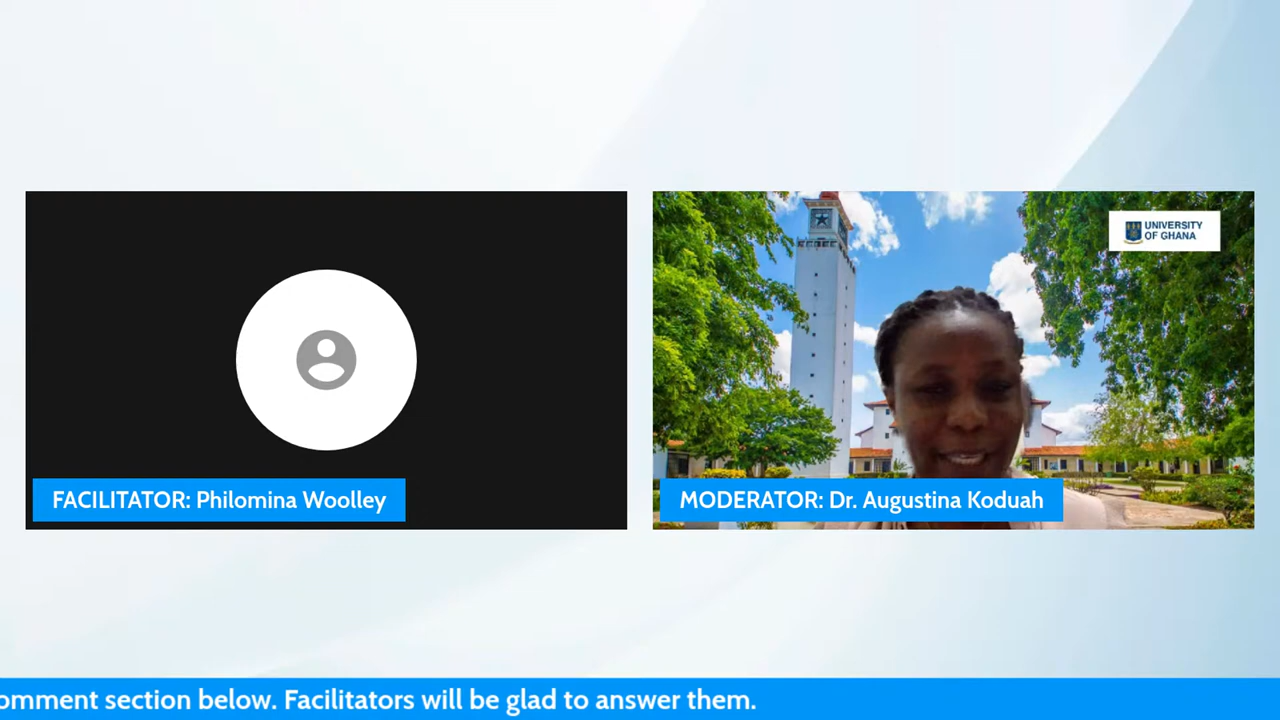 UNIVERSITY
OF GHANA
FACILITATOR: Philomina Woolley
MODERATOR: Dr. Augustina Koduah
omment section below. Facilitators will be glad to answer them.